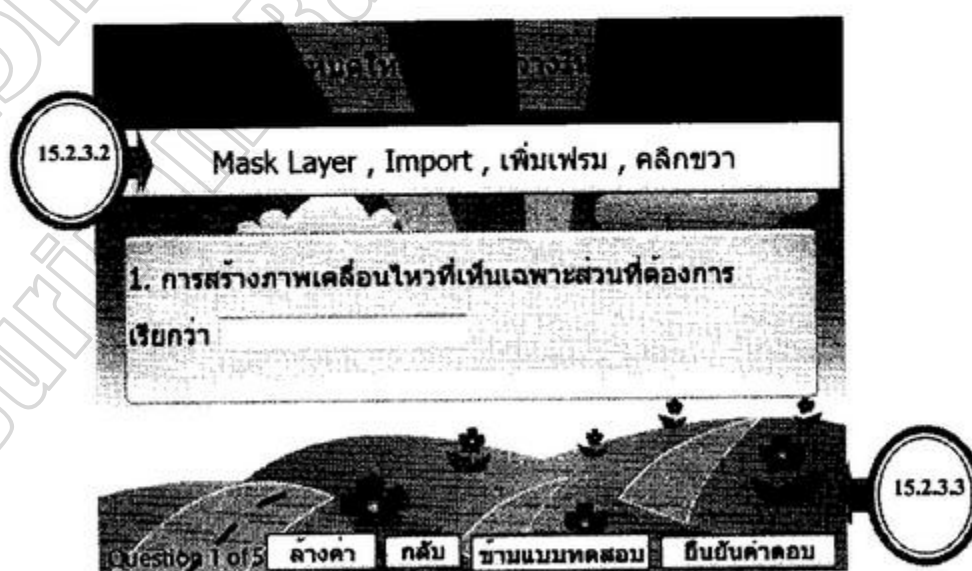 15.2.3.2
Mask Layer , Import , เพิ่มเฟรม , คลิกขวา
1. การสร้างภาพเคลื่อนไหวที่เห็นเฉพาะส่วนที่ต้องการ
เรียกว่า
15.2.3.3
Question 1 of 5 ล้างค่า กลับ ข้ามแบบทดสอบ ยืนยันคำตอบ